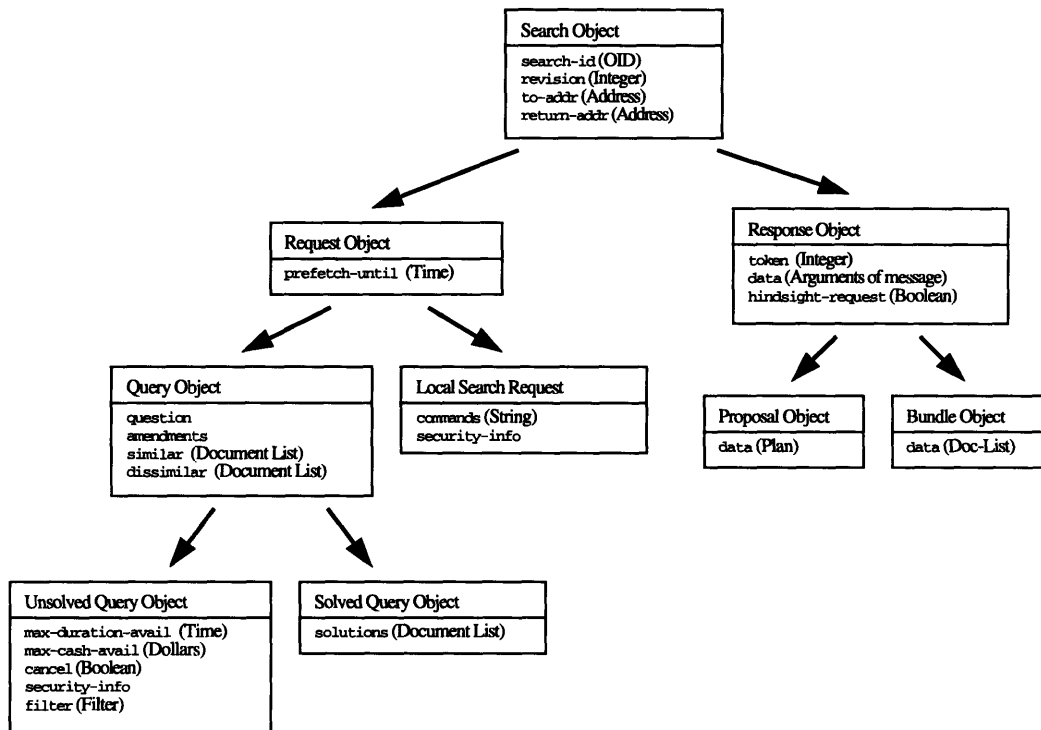 Search Object
search-id (OID)
revision (Integer)
to-addr (Address)
return-addr (Address)
Request Object
prefetch-until (Time)
Response Object
token (Integer)
data (Arguments of message)
hindsight-request (Boolean)
Query Object
question
amendments
similar (Document List)
dissimilar (Document List)
Local Search Request
commands (String)
security-info
Proposal Object
data (Plan)
Bundle Object
data (Doc-List)
Unsolved Query Object
max-duration-avail (Time)
max-cash-avail (Dollars)
cancel (Boolean)
security-info
filter (Filter)
Solved Query Object
solutions (Document List)